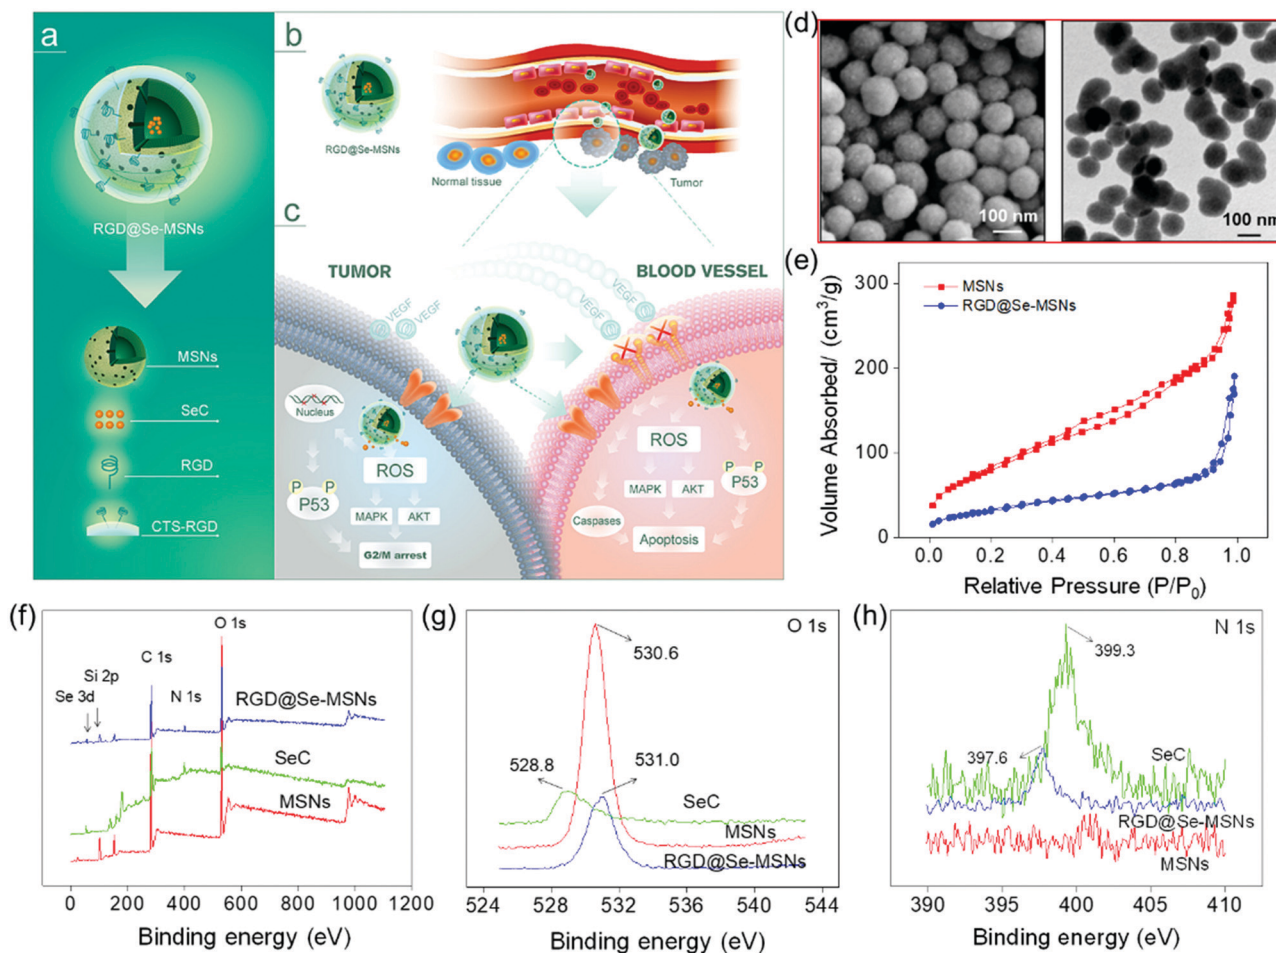 a
RGD@Se-MSNs
MSNs
SeC
RGD
CTS-RGD
b
RGD@Se-MSNs
Normal tissue
Tumor
c
TUMOR
BLOOD VESSEL
VEGF
VEGF
VEGF
VEGF
Nucleus
ROS
P
P
P53
MAPK
AKT
G2/M arrest
ROS
P
P
P53
MAPK
AKT
Caspases
Apoptosis
(d)
100 nm
100 nm
(e)
MSNs
RGD@Se-MSNs
300
200
100
0
0.0
0.2
0.4
0.6
0.8
1.0
Volume Absorbed/ (cm³/g)
Relative Pressure (P/P₀)
(f)
O 1s
C 1s
Si 2p
N 1s
Se 3d
RGD@Se-MSNs
SeC
MSNs
0
200
400
600
800
1000
1200
Binding energy (eV)
(g)
O 1s
530.6
528.8
531.0
SeC
MSNs
RGD@Se-MSNs
524
528
532
536
540
544
Binding energy (eV)
(h)
N 1s
399.3
397.6
SeC
RGD@Se-MSNs
MSNs
390
395
400
405
410
Binding energy (eV)